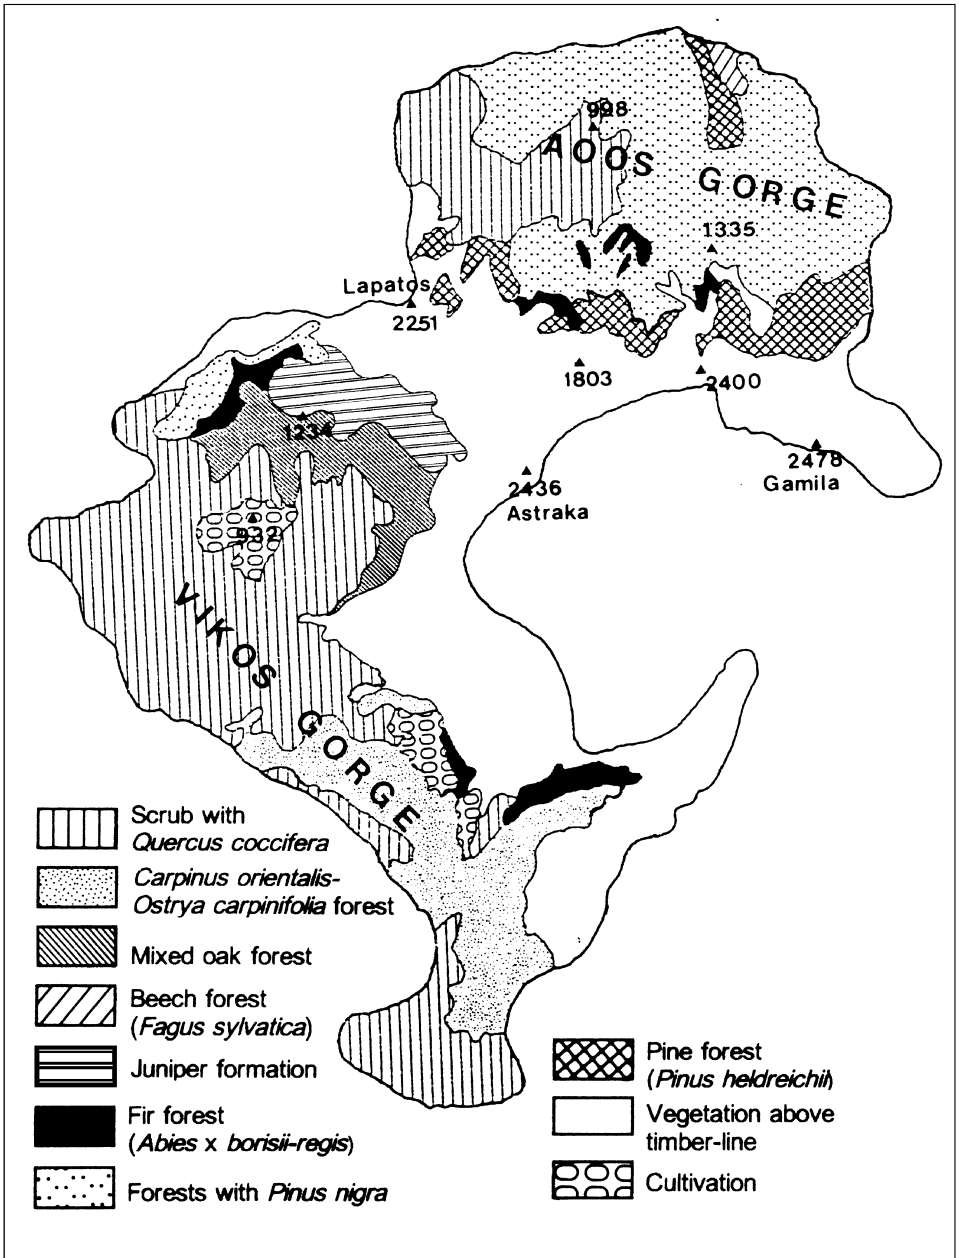 998
AOOS
GORGE
1335
Lapatos
2251
1803
2400
1234
2478
Gamila
2436
Astraka
932
VIKOS
GORGE
Scrub with
Quercus coccifera
Carpinus orientalis-
Ostrya carpinifolia forest
Mixed oak forest
Beech forest
(Fagus sylvatica)
Juniper formation
Fir forest
(Abies x borisii-regis)
Forests with Pinus nigra
Pine forest
(Pinus heldreichii)
Vegetation above
timber-line
Cultivation